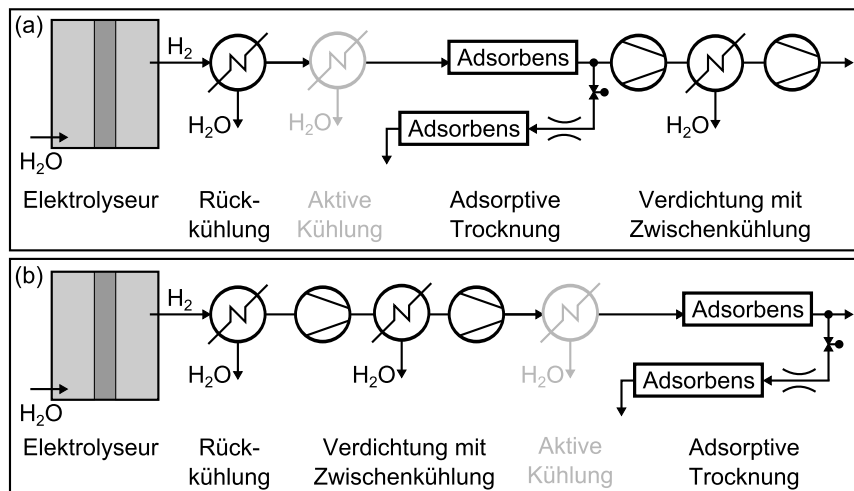 (a)
H₂
Adsorbens
H₂O
H₂O
H₂O
Adsorbens
H₂O
Elektrolyseur
Rück-
kühlung
Aktive
Kühlung
Adsorptive
Trocknung
Verdichtung mit
Zwischenkühlung
(b)
H₂
Adsorbens
H₂O
H₂O
H₂O
Adsorbens
H₂O
Elektrolyseur
Rück-
kühlung
Verdichtung mit
Zwischenkühlung
Aktive
Kühlung
Adsorptive
Trocknung